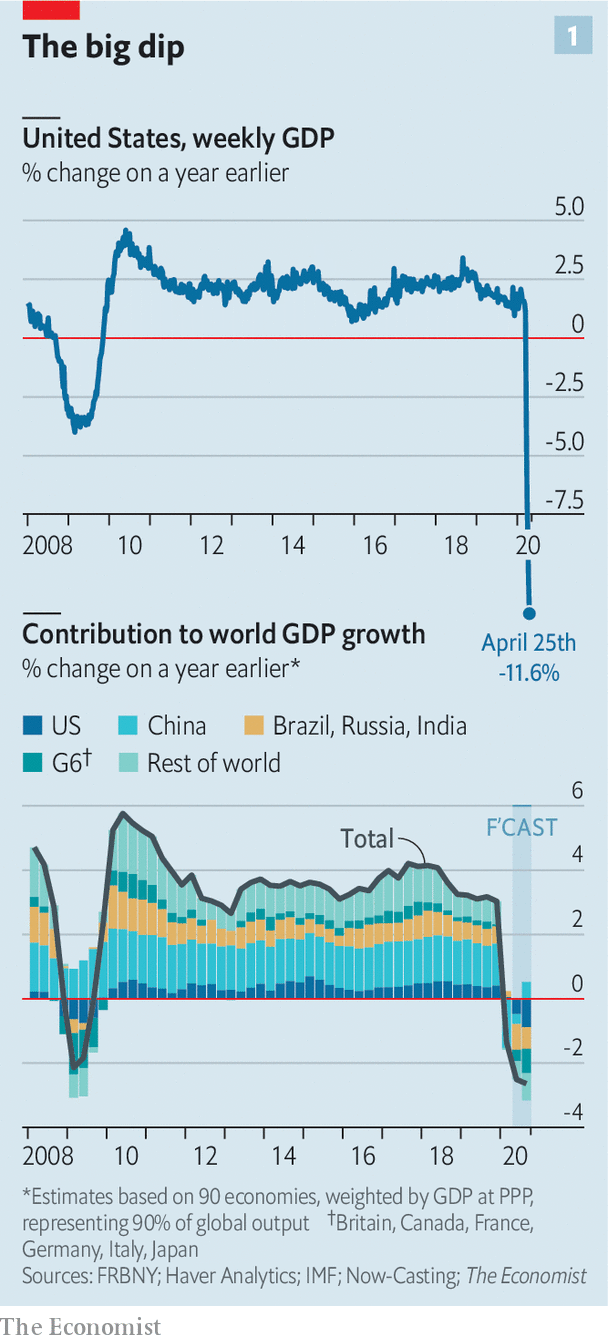 The big dip
1
United States, weekly GDP
% change on a year earlier
5.0
2.5
0
-2.5
-5.0
-7.5
2008 10 12 14 16 18 20
April 25th
-11.6%
Contribution to world GDP growth
% change on a year earlier*
US China Brazil, Russia, India
G6† Rest of world
6
F'CAST
Total
4
2
0
-2
-4
2008 10 12 14 16 18 20
*Estimates based on 90 economies, weighted by GDP at PPP,
representing 90% of global output †Britain, Canada, France,
Germany, Italy, Japan
Sources: FRBNY; Haver Analytics; IMF; Now-Casting; The Economist
The Economist